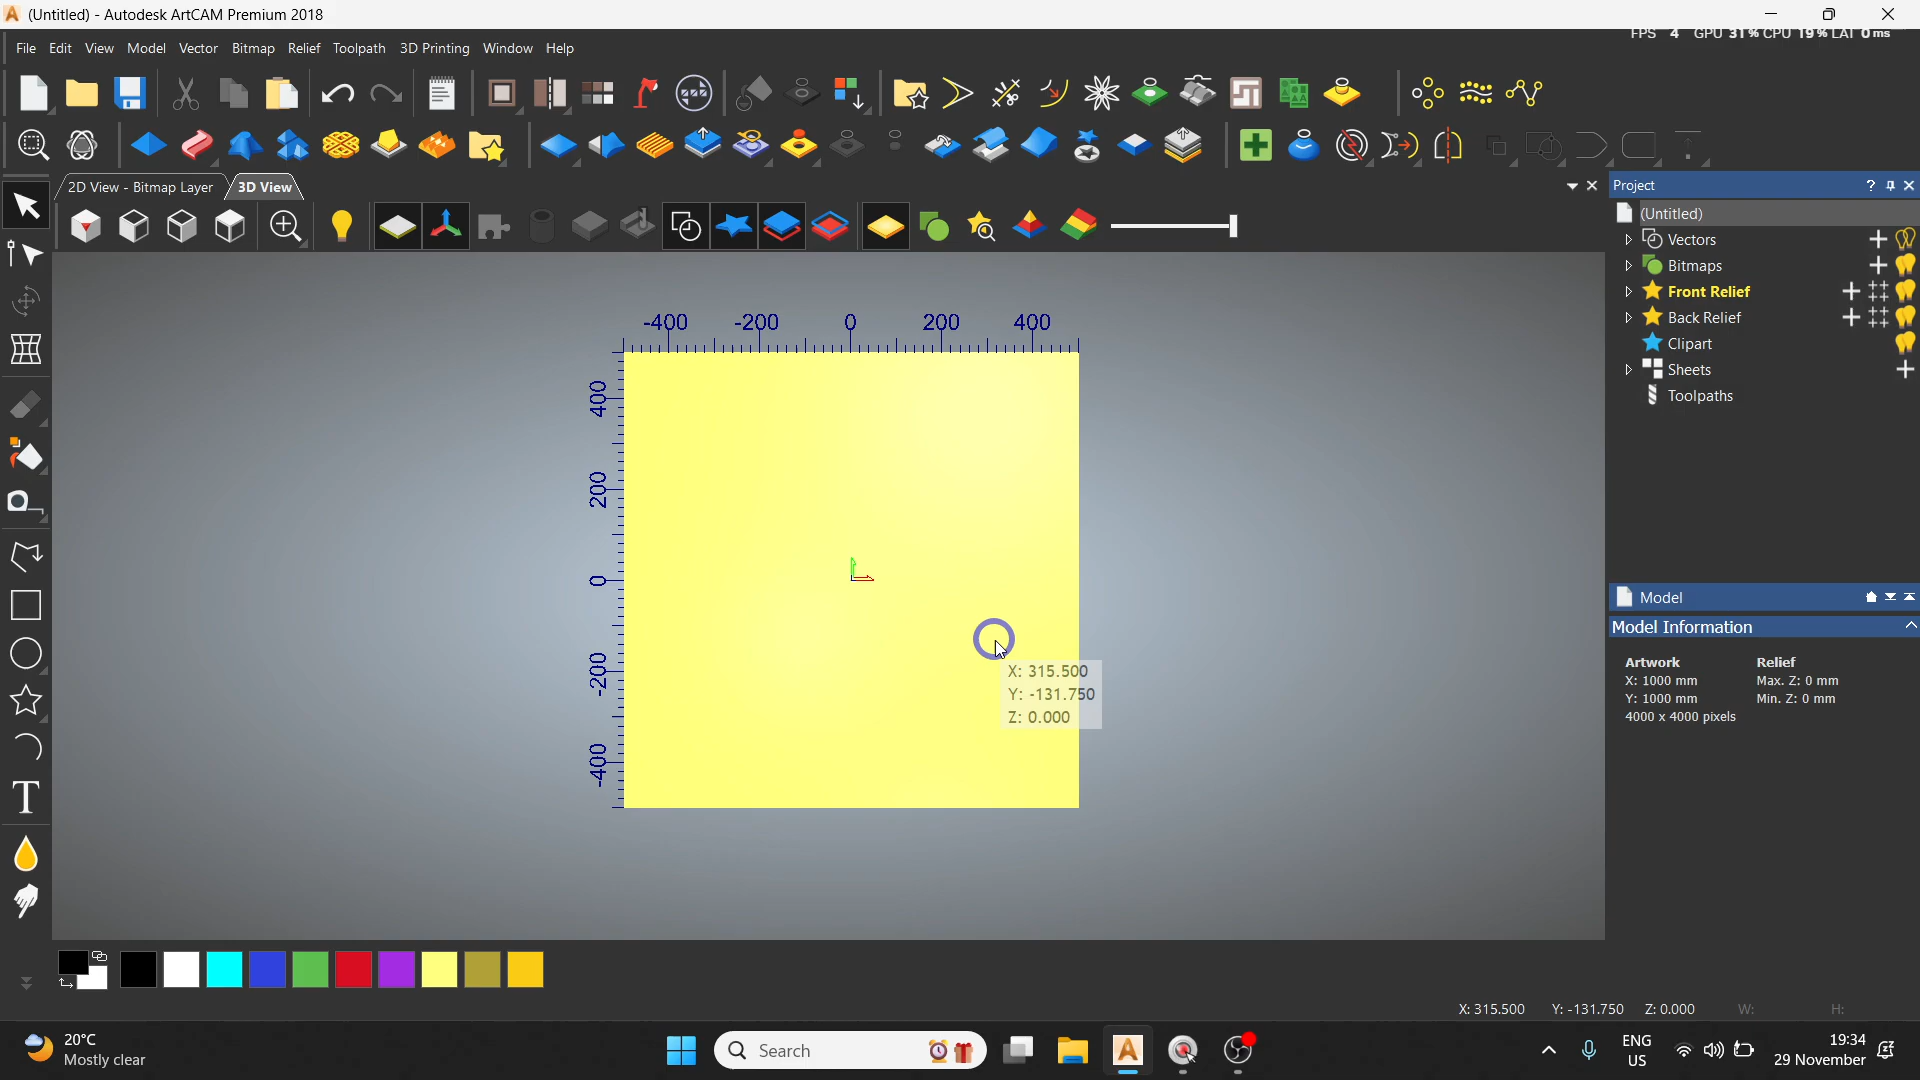 (Untitled) - Autodesk ArtCAM Premium 2018
FPS 4 GPU 31% CPU 19% LAT 0 ms
File Edit View Model Vector Bitmap Relief Toolpath 3D Printing Window Help
2D View - Bitmap Layer 3D View
Project
(Untitled)
Vectors
Bitmaps
Front Relief
Back Relief
Clipart
Sheets
Toolpaths
-400 -200 0 200 400
400
200
0
-200
-400
X: 315.500
Y: -131.750
Z: 0.000
Model
Model Information
Artwork Relief
X: 1000 mm Max. Z: 0 mm
Y: 1000 mm Min. Z: 0 mm
4000 x 4000 pixels
T
X: 315.500 Y: -131.750 Z: 0.000 W: H:
20°C
Mostly clear
Search
A
ENG
US
19:34
29 November